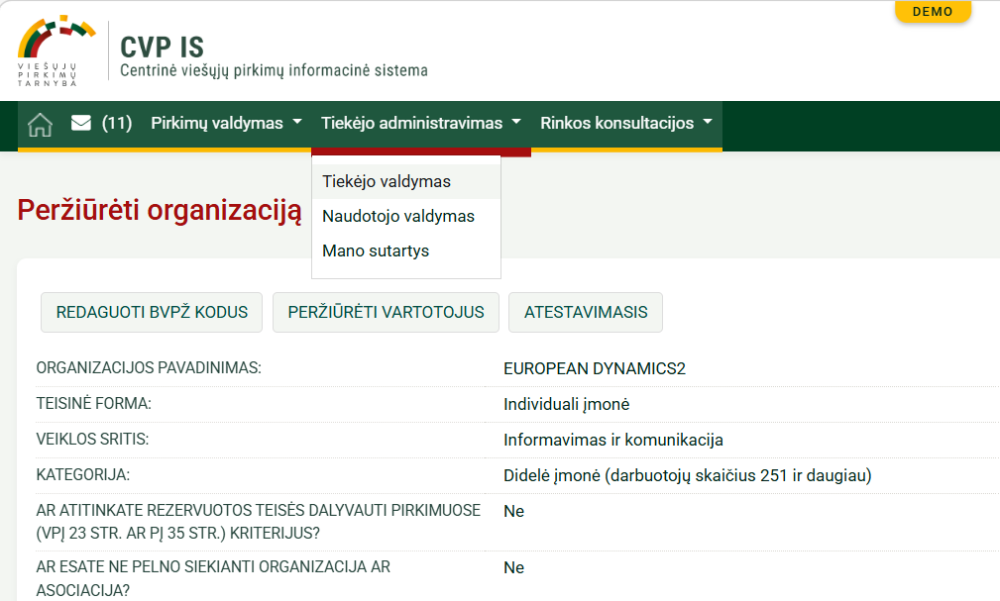 DEMO
VIEŠŲJŲ
PIRKIMŲ
TARNYBA
CVP IS
Centrinė viešųjų pirkimų informacinė sistema
(11) Pirkimų valdymas Tiekėjo administravimas Rinkos konsultacijos
Tiekėjo valdymas
Naudotojo valdymas
Mano sutartys
Peržiūrėti organizaciją
REDAGUOTI BVPŽ KODUS PERŽIŪRĖTI VARTOTOJUS ATESTAVIMASIS
ORGANIZACIJOS PAVADINIMAS: EUROPEAN DYNAMICS2
TEISINĖ FORMA: Individuali įmonė
VEIKLOS SRITIS: Informavimas ir komunikacija
KATEGORIJA: Didelė įmonė (darbuotojų skaičius 251 ir daugiau)
AR ATITINKATE REZERVUOTOS TEISĖS DALYVAUTI PIRKIMUOSE Ne
(VPĮ 23 STR. AR PĮ 35 STR.) KRITERIJUS?
AR ESATE NE PELNO SIEKIANTI ORGANIZACIJA AR Ne
ASOCIACIJA?